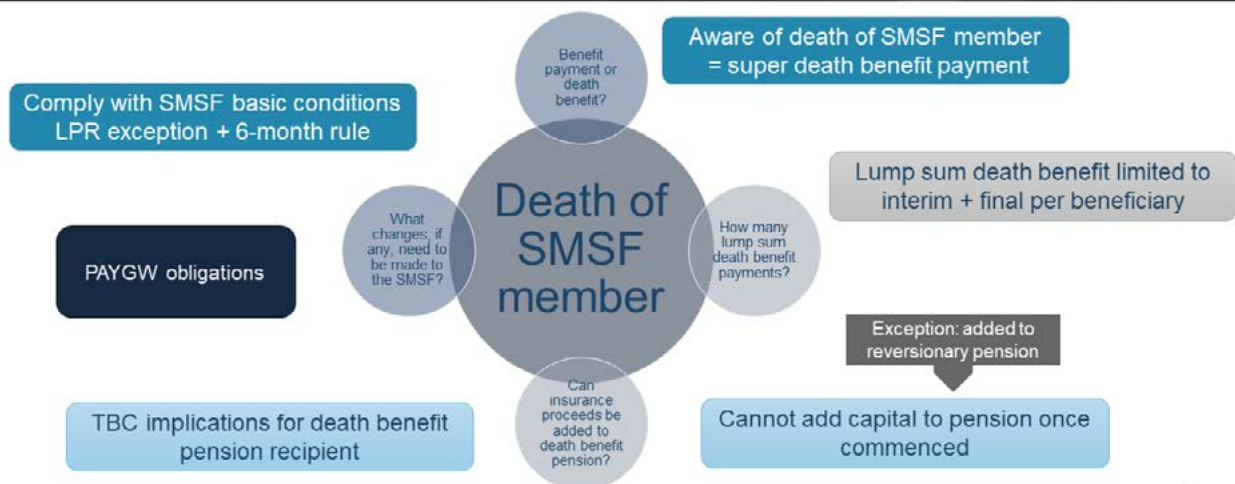 Benefit
payment or
death
benefit?
Aware of death of SMSF member
= super death benefit payment
Comply with SMSF basic conditions
LPR exception + 6-month rule
Lump sum death benefit limited to
interim + final per beneficiary
What
changes, if
any, need to
be made to
the SMSF?
Death of
SMSF
member
How many
lump sum
death benefit
payments?
PAYGW obligations
Exception: added to
reversionary pension
Can
insurance
proceeds be
added to
death benefit
pension?
TBC implications for death benefit
pension recipient
Cannot add capital to pension once
commenced